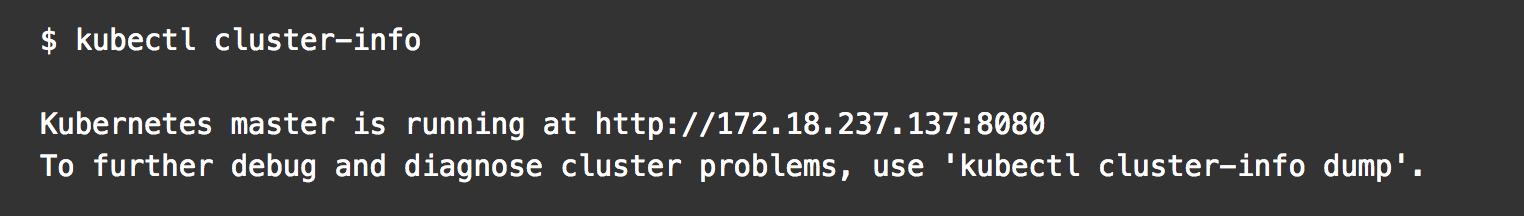 $ kubectl cluster-info
Kubernetes master is running at http://172.18.237.137:8080
To further debug and diagnose cluster problems, use 'kubectl cluster-info dump'.